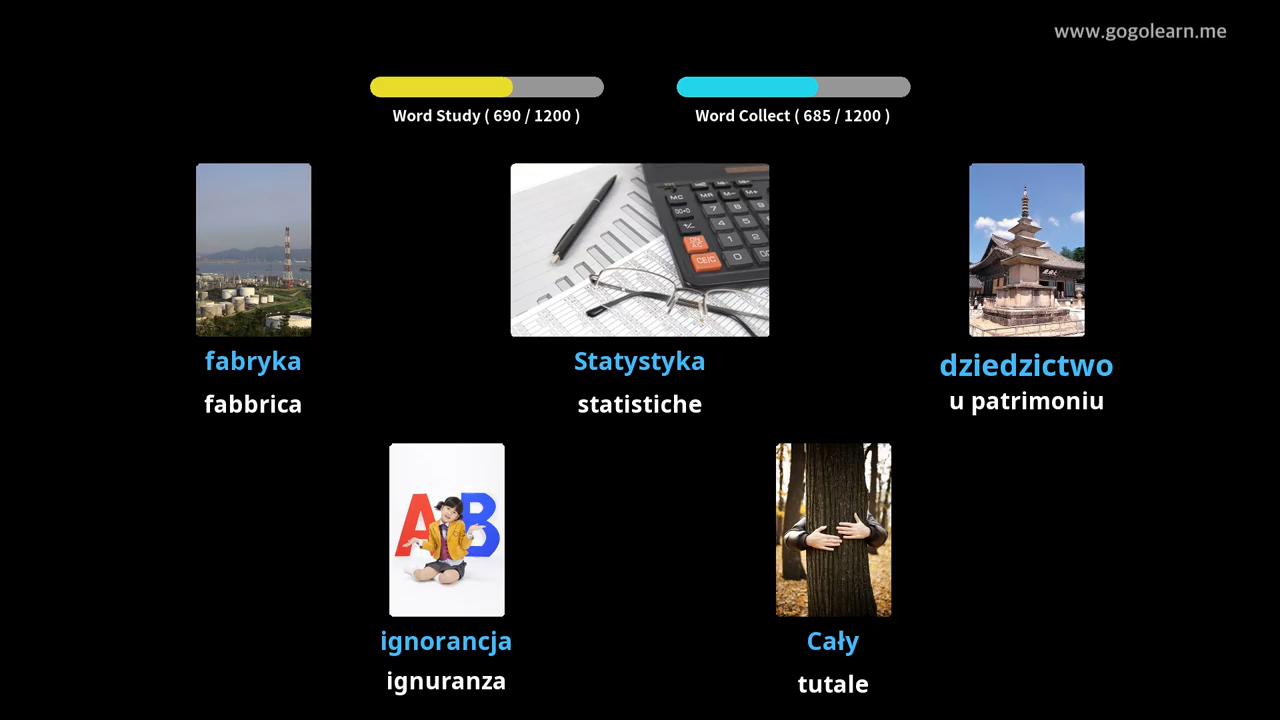 www.gogolearn.me
Word Study ( 690 / 1200 )
Word Collect ( 685 / 1200 )
fabryka
fabbrica
Statystyka
statistiche
dziedzictwo
u patrimoniu
ignorancja
ignuranza
Cały
tutale